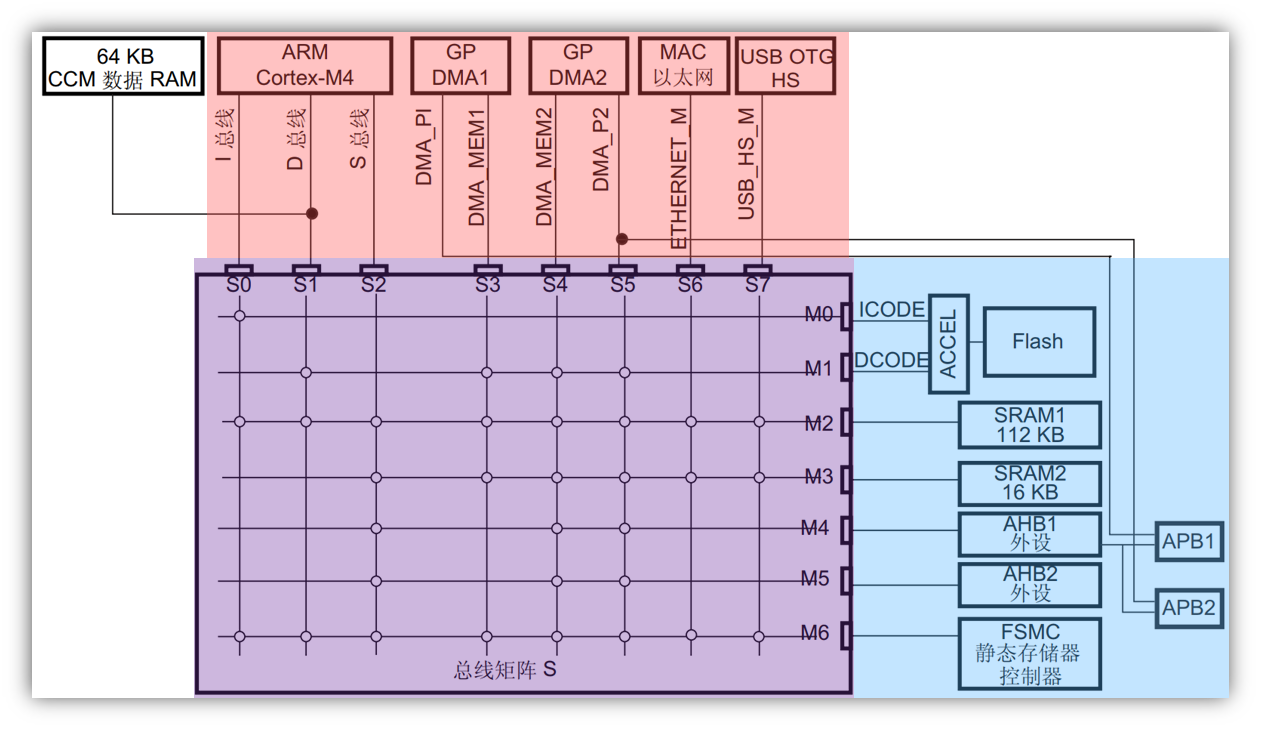 64 KB
CCM 数据 RAM
ARM
Cortex-M4
GP
DMA1
GP
DMA2
MAC
以太网
USB OTG
HS
I 总线
D 总线
S 总线
DMA_PI
DMA_MEM1
DMA_MEM2
DMA_P2
ETHERNET_M
USB_HS_M
S0
S1
S2
S3
S4
S5
S6
S7
M0
ICODE
ACCEL
Flash
M1
DCODE
M2
SRAM1
112 KB
M3
SRAM2
16 KB
M4
AHB1
外设
APB1
M5
AHB2
外设
APB2
M6
FSMC
静态存储器
控制器
总线矩阵 S